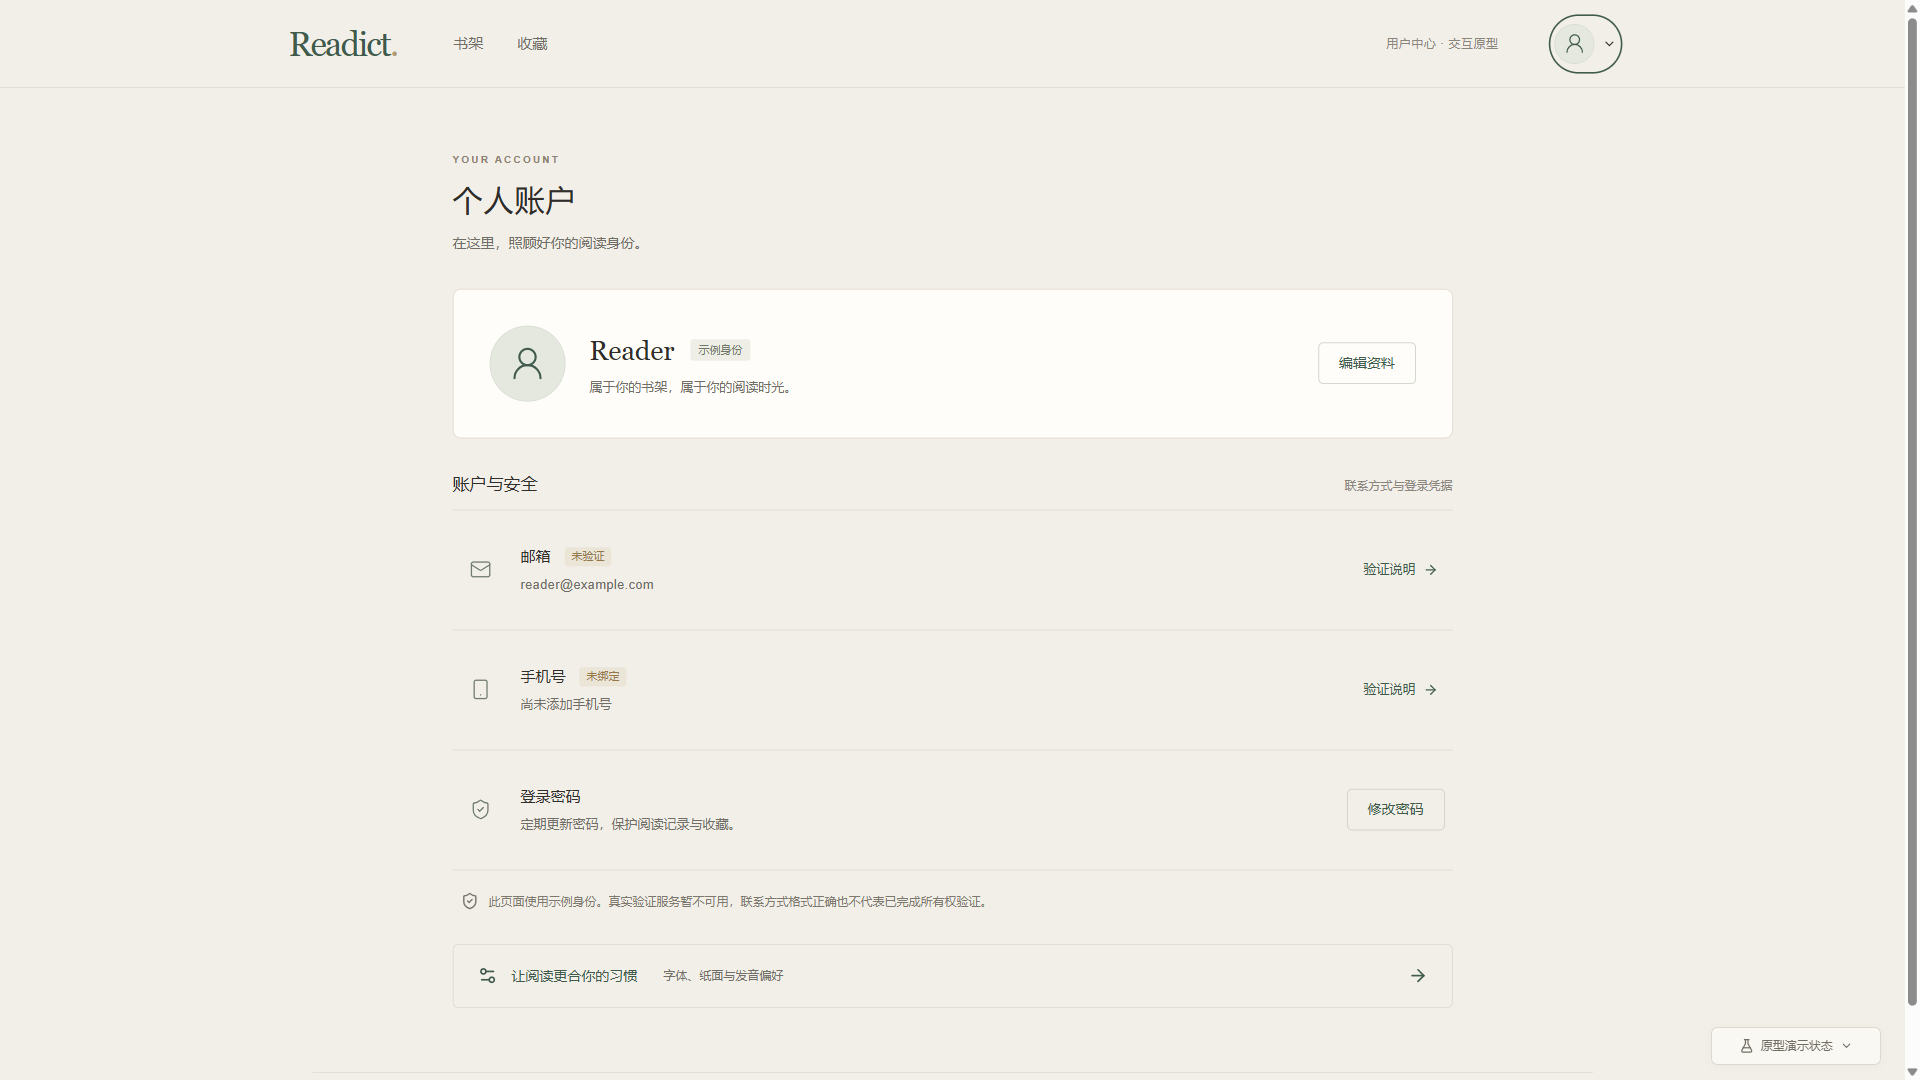 Readict.
书架
收藏
用户中心 · 交互原型
YOUR ACCOUNT
个人账户
在这里，照顾好你的阅读身份。
Reader
示例身份
属于你的书架，属于你的阅读时光。
编辑资料
账户与安全
联系方式与登录凭据
邮箱
未验证
reader@example.com
验证说明
手机号
未绑定
尚未添加手机号
验证说明
登录密码
定期更新密码，保护阅读记录与收藏。
修改密码
此页面使用示例身份。真实验证服务暂不可用，联系方式格式正确也不代表已完成所有权验证。
让阅读更合你的习惯
字体、纸面与发音偏好
原型演示状态